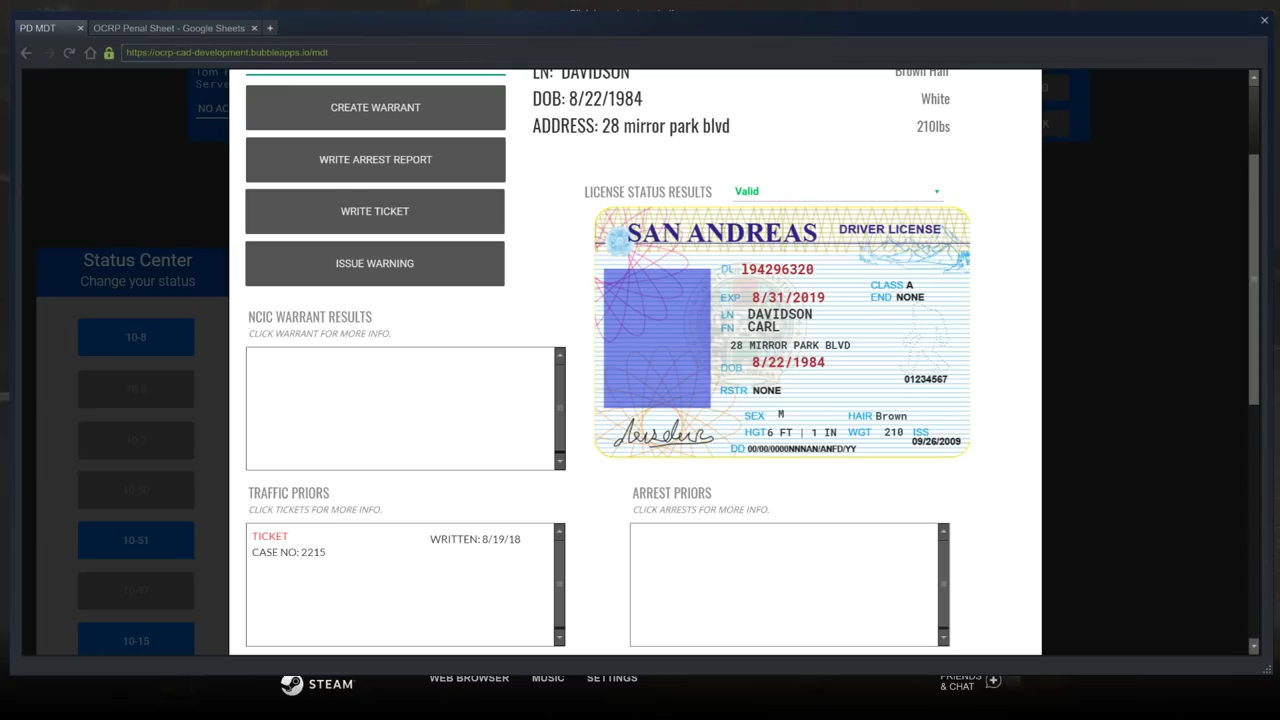 PD MDT
OCRP Penal Sheet - Google Sheets
https://ocrp-cad-development.bubbleapps.io/mdt
Tom
Serve
NO AC
LN: DAVIDSON
Brown Hair
DOB: 8/22/1984
White
ADDRESS: 28 mirror park blvd
210lbs
CREATE WARRANT
WRITE ARREST REPORT
WRITE TICKET
ISSUE WARNING
LICENSE STATUS RESULTS
Valid
SAN ANDREAS DRIVER LICENSE
DL 194296320
CLASS A
EXP 8/31/2019
END NONE
LN DAVIDSON
FN CARL
28 MIRROR PARK BLVD
DOB 8/22/1984
01234567
RSTR NONE
SEX M HAIR Brown
HGT 6 FT | 1 IN WGT 210 ISS
09/26/2009
DD 00/00/0000NNNAN/ANFD/YY
Status Center
Change your status
10-8
10-51
10-15
NCIC WARRANT RESULTS
CLICK WARRANT FOR MORE INFO.
TRAFFIC PRIORS
CLICK TICKETS FOR MORE INFO.
TICKET
WRITTEN: 8/19/18
CASE NO: 2215
ARREST PRIORS
CLICK ARRESTS FOR MORE INFO.
STEAM
WEB BROWSER
MUSIC
SETTINGS
FRIENDS
& CHAT